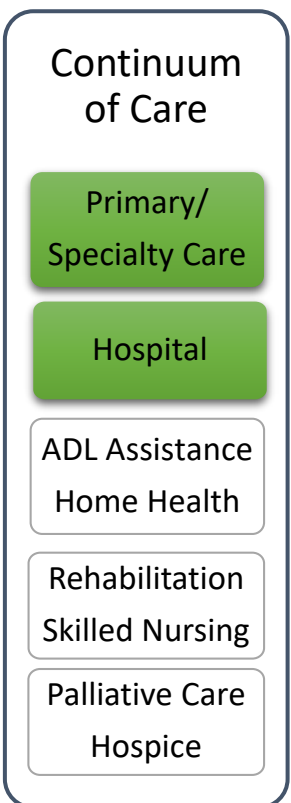 Continuum
of Care
Primary/
Specialty Care
Hospital
ADL Assistance
Home Health
Rehabilitation
Skilled Nursing
Palliative Care
Hospice